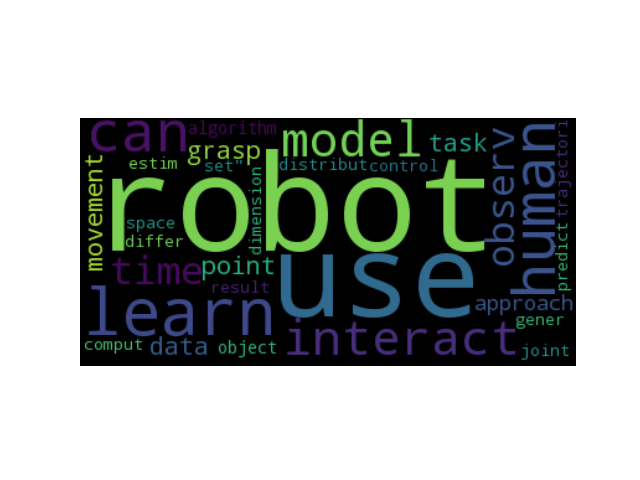 can
algorithm
model
grasp
task
estim
set"
distribut
control
robot
movement
dimension
observ
human
trajectori
space
differ
time
point
use
predict
result
learn
interact
approach
gener
comput
data
object
joint